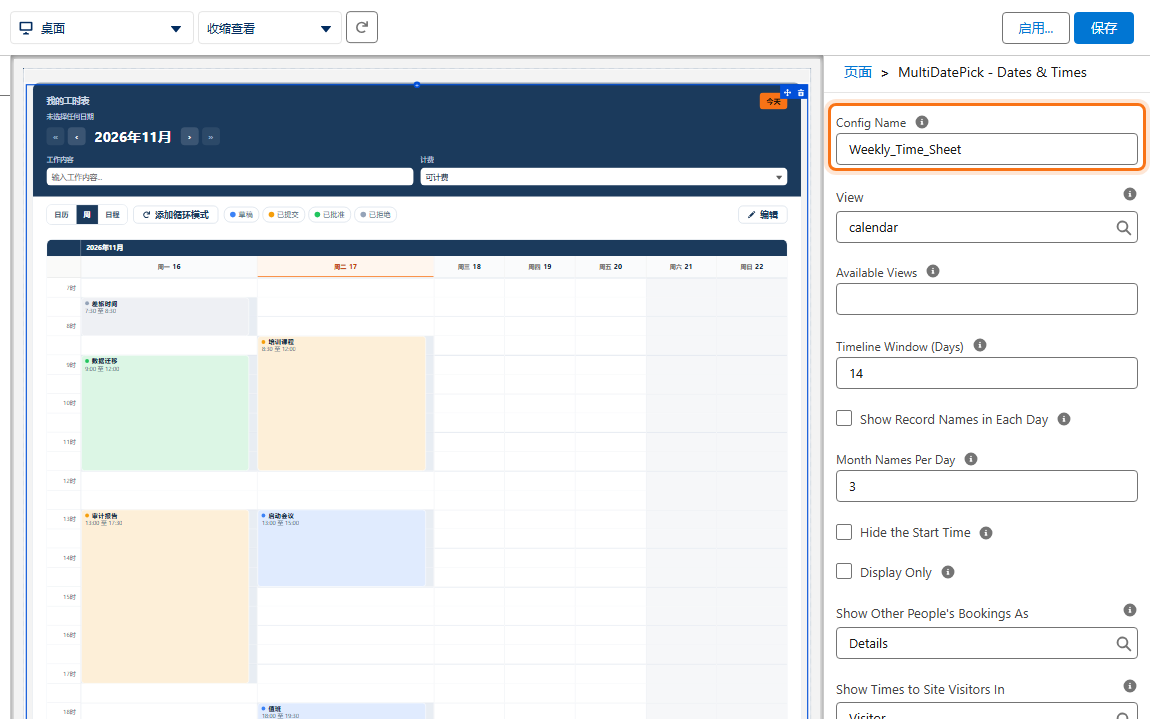 桌面
收缩查看
启用...
保存
页面 > MultiDatePick - Dates & Times
我的工时表
未选择任何日期
今天
« ‹ 2026年11月 › »
工作内容
计费
输入工作内容...
可计费
日历
周
日程
添加循环模式
草稿
已提交
已批准
已拒绝
编辑
2026年11月
周一 16
周二 17
周三 18
周四 19
周五 20
周六 21
周日 22
7时
差旅时间
7:30 至 8:30
8时
培训课程
8:30 至 12:00
数据迁移
9:00 至 12:00
9时
10时
11时
12时
13时
审计报告
13:00 至 17:30
启动会议
13:00 至 15:00
14时
15时
16时
17时
18时
值班
18:00 至 19:30
Config Name
Weekly_Time_Sheet
View
calendar
Available Views
Timeline Window (Days)
14
Show Record Names in Each Day
Month Names Per Day
3
Hide the Start Time
Display Only
Show Other People's Bookings As
Details
Show Times to Site Visitors In
Visitor